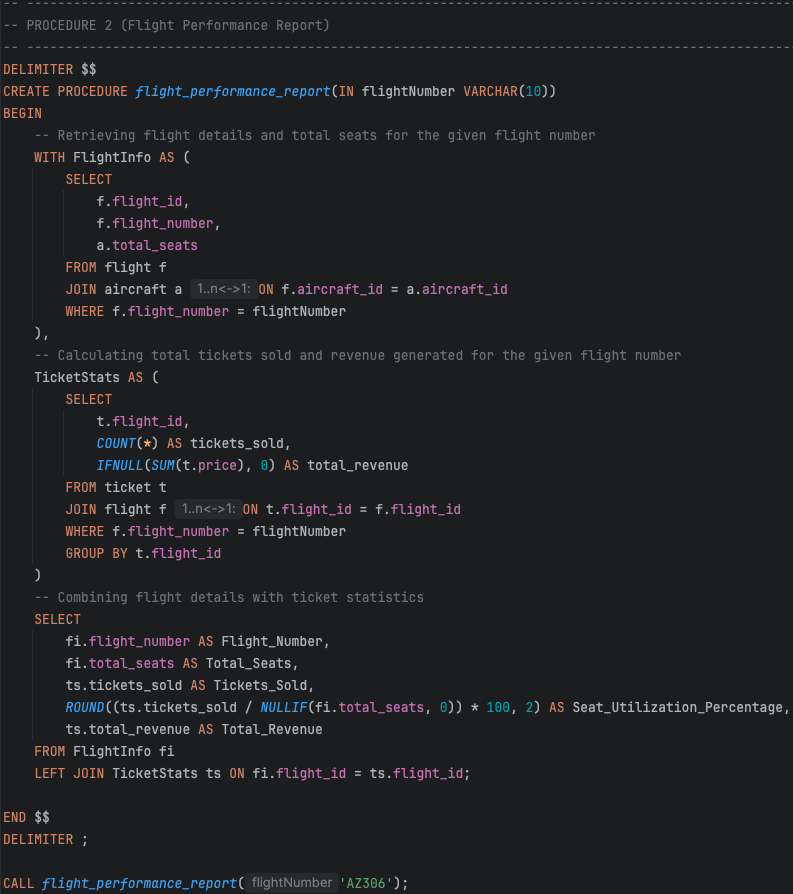 -- ---------------------------------------------------------------------------------------------------
-- PROCEDURE 2 (Flight Performance Report)
-- ---------------------------------------------------------------------------------------------------
DELIMITER $$
CREATE PROCEDURE flight_performance_report(IN flightNumber VARCHAR(10))
BEGIN
    -- Retrieving flight details and total seats for the given flight number
    WITH FlightInfo AS (
        SELECT
            f.flight_id,
            f.flight_number,
            a.total_seats
        FROM flight f
        JOIN aircraft a 1..n<->1: ON f.aircraft_id = a.aircraft_id
        WHERE f.flight_number = flightNumber
    ),
    -- Calculating total tickets sold and revenue generated for the given flight number
    TicketStats AS (
        SELECT
            t.flight_id,
            COUNT(*) AS tickets_sold,
            IFNULL(SUM(t.price), 0) AS total_revenue
        FROM ticket t
        JOIN flight f 1..n<->1: ON t.flight_id = f.flight_id
        WHERE f.flight_number = flightNumber
        GROUP BY t.flight_id
    )
    -- Combining flight details with ticket statistics
    SELECT
        fi.flight_number AS Flight_Number,
        fi.total_seats AS Total_Seats,
        ts.tickets_sold AS Tickets_Sold,
        ROUND((ts.tickets_sold / NULLIF(fi.total_seats, 0)) * 100, 2) AS Seat_Utilization_Percentage,
        ts.total_revenue AS Total_Revenue
    FROM FlightInfo fi
    LEFT JOIN TicketStats ts ON fi.flight_id = ts.flight_id;
END $$
DELIMITER ;
CALL flight_performance_report( flightNumber 'AZ306');